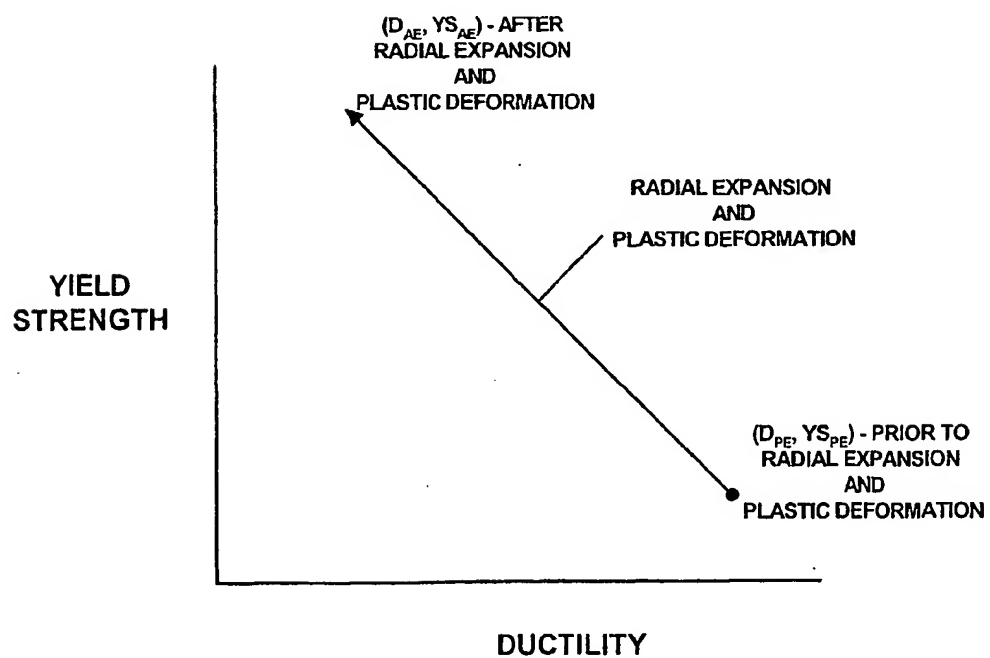 (D_AE, YS_AE) - AFTER
RADIAL EXPANSION
AND
PLASTIC DEFORMATION
RADIAL EXPANSION
AND
PLASTIC DEFORMATION
YIELD
STRENGTH
(D_PE, YS_PE) - PRIOR TO
RADIAL EXPANSION
AND
PLASTIC DEFORMATION
DUCTILITY